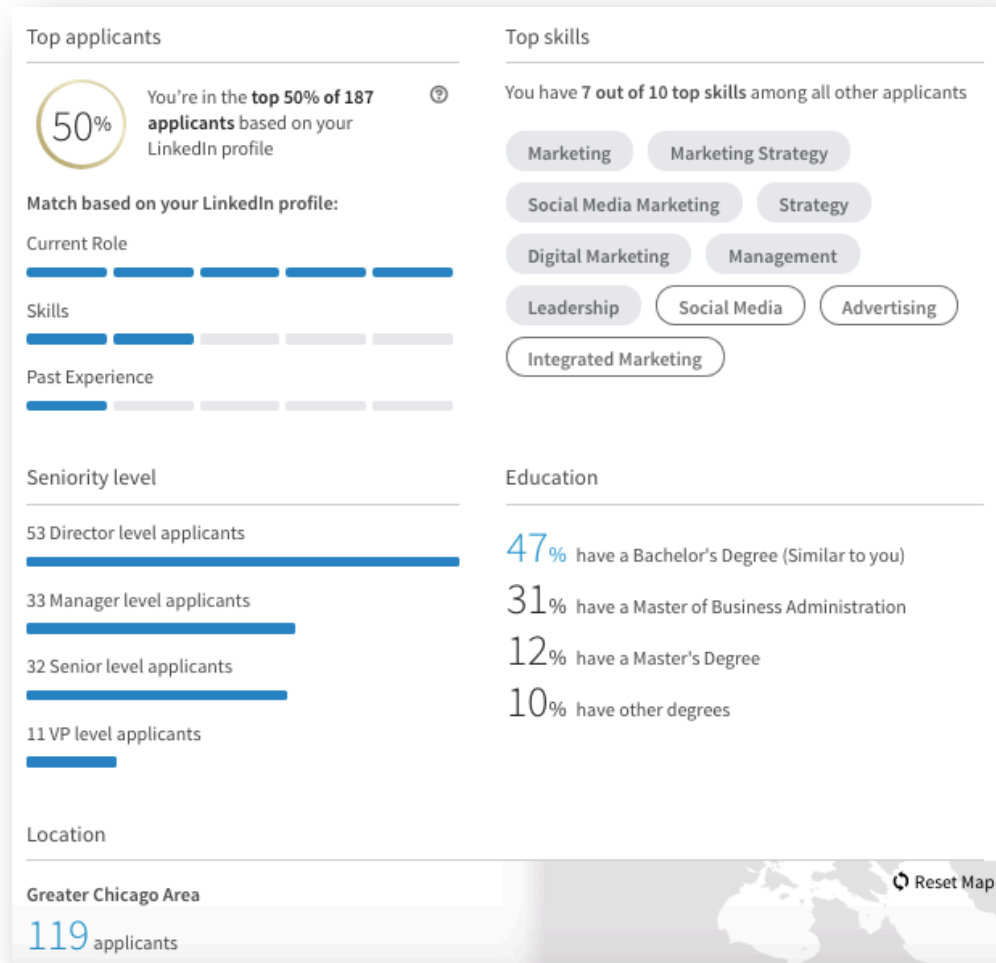 Top applicants
50%
You're in the top 50% of 187
applicants based on your
LinkedIn profile
?
Match based on your LinkedIn profile:
Current Role
Skills
Past Experience
Top skills
You have 7 out of 10 top skills among all other applicants
Marketing Marketing Strategy
Social Media Marketing Strategy
Digital Marketing Management
Leadership Social Media Advertising
Integrated Marketing
Seniority level
53 Director level applicants
33 Manager level applicants
32 Senior level applicants
11 VP level applicants
Education
47% have a Bachelor's Degree (Similar to you)
31% have a Master of Business Administration
12% have a Master's Degree
10% have other degrees
Location
Greater Chicago Area
119 applicants
Reset Map